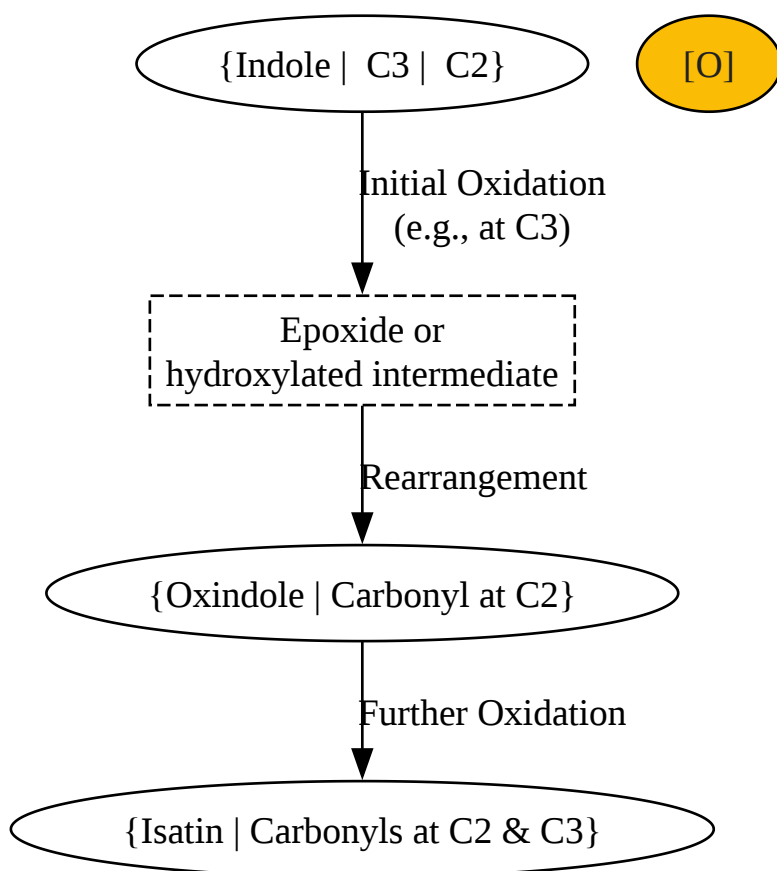 {Indole | C3 | C2}
[O]
Initial Oxidation
(e.g., at C3)
Epoxide or
hydroxylated intermediate
Rearrangement
{Oxindole | Carbonyl at C2}
Further Oxidation
{Isatin | Carbonyls at C2 & C3}